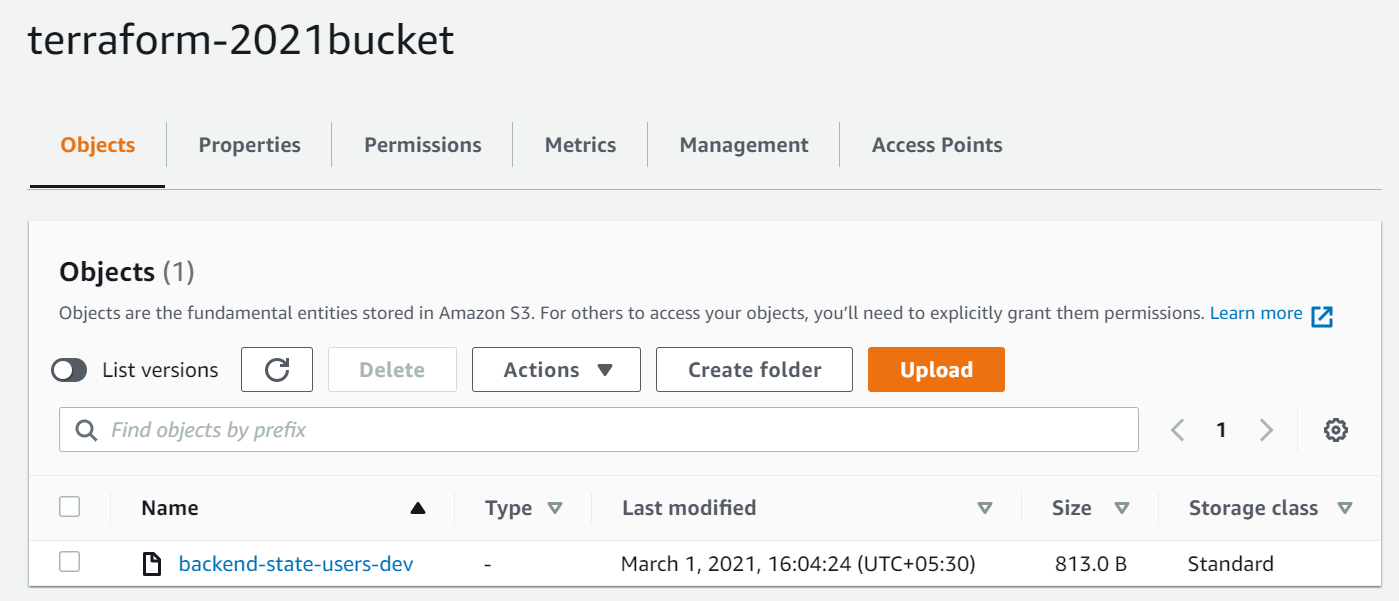 terraform-2021bucket
Objects Properties Permissions Metrics Management Access Points
Objects (1)
Objects are the fundamental entities stored in Amazon S3. For others to access your objects, you’ll need to explicitly grant them permissions. Learn more
List versions Delete Actions Create folder Upload
Find objects by prefix 1
Name Type Last modified Size Storage class
backend-state-users-dev - March 1, 2021, 16:04:24 (UTC+05:30) 813.0 B Standard